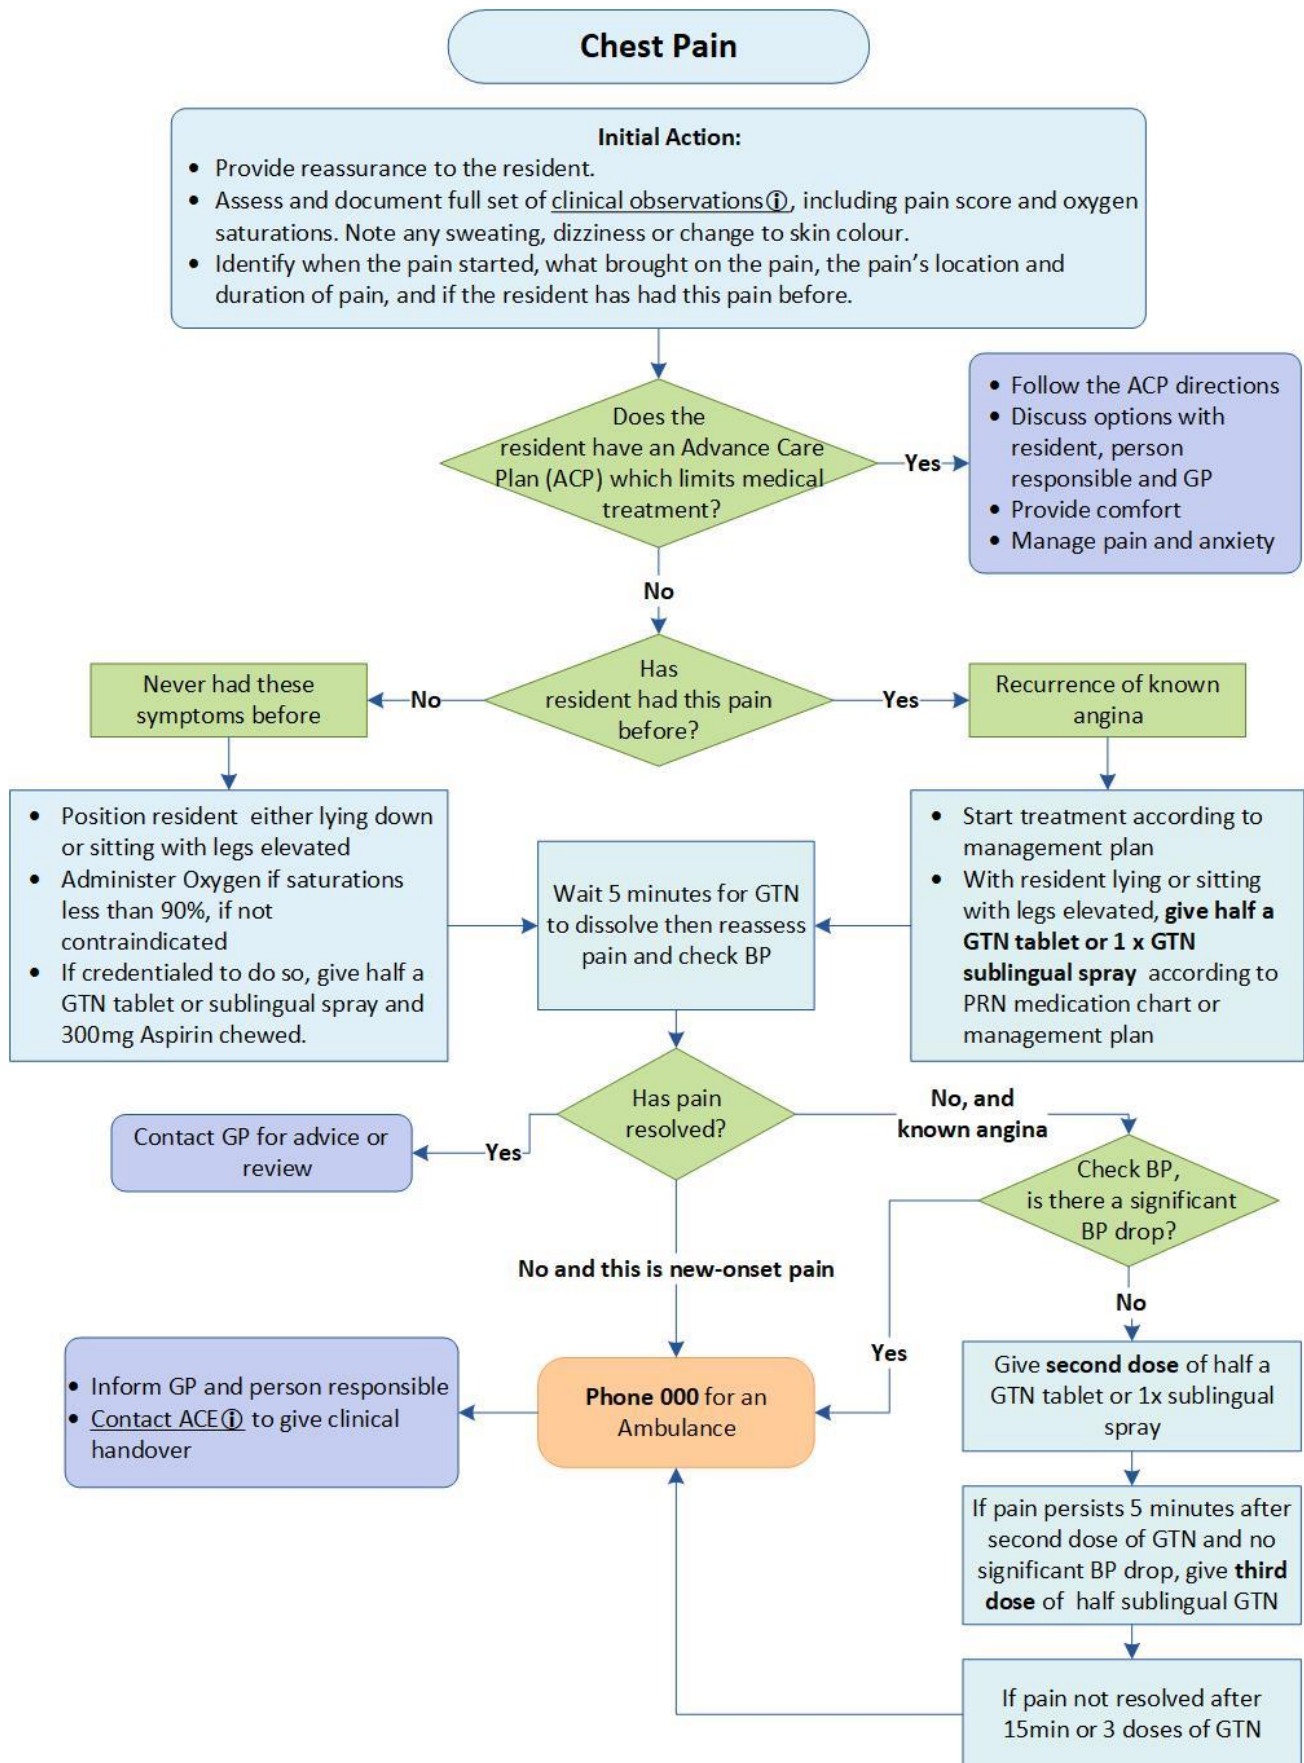 Chest Pain
Initial Action:
• Provide reassurance to the resident.
• Assess and document full set of clinical observationsⓘ, including pain score and oxygen
saturations. Note any sweating, dizziness or change to skin colour.
• Identify when the pain started, what brought on the pain, the pain’s location and
duration of pain, and if the resident has had this pain before.
Does the
resident have an Advance Care
Plan (ACP) which limits medical
treatment?
Yes
• Follow the ACP directions
• Discuss options with
resident, person
responsible and GP
• Provide comfort
• Manage pain and anxiety
No
Has
resident had this pain
before?
No
Never had these
symptoms before
Yes
Recurrence of known
angina
• Position resident either lying down
or sitting with legs elevated
• Administer Oxygen if saturations
less than 90%, if not
contraindicated
• If credentialed to do so, give half a
GTN tablet or sublingual spray and
300mg Aspirin chewed.
Wait 5 minutes for GTN
to dissolve then reassess
pain and check BP
• Start treatment according to
management plan
• With resident lying or sitting
with legs elevated, give half a
GTN tablet or 1 x GTN
sublingual spray according to
PRN medication chart or
management plan
Has pain
resolved?
Yes
Contact GP for advice or
review
No, and
known angina
Check BP,
is there a significant
BP drop?
No and this is new-onset pain
No
Yes
Give second dose of half a
GTN tablet or 1x sublingual
spray
Phone 000 for an
Ambulance
• Inform GP and person responsible
• Contact ACEⓘ to give clinical
handover
If pain persists 5 minutes after
second dose of GTN and no
significant BP drop, give third
dose of half sublingual GTN
If pain not resolved after
15min or 3 doses of GTN